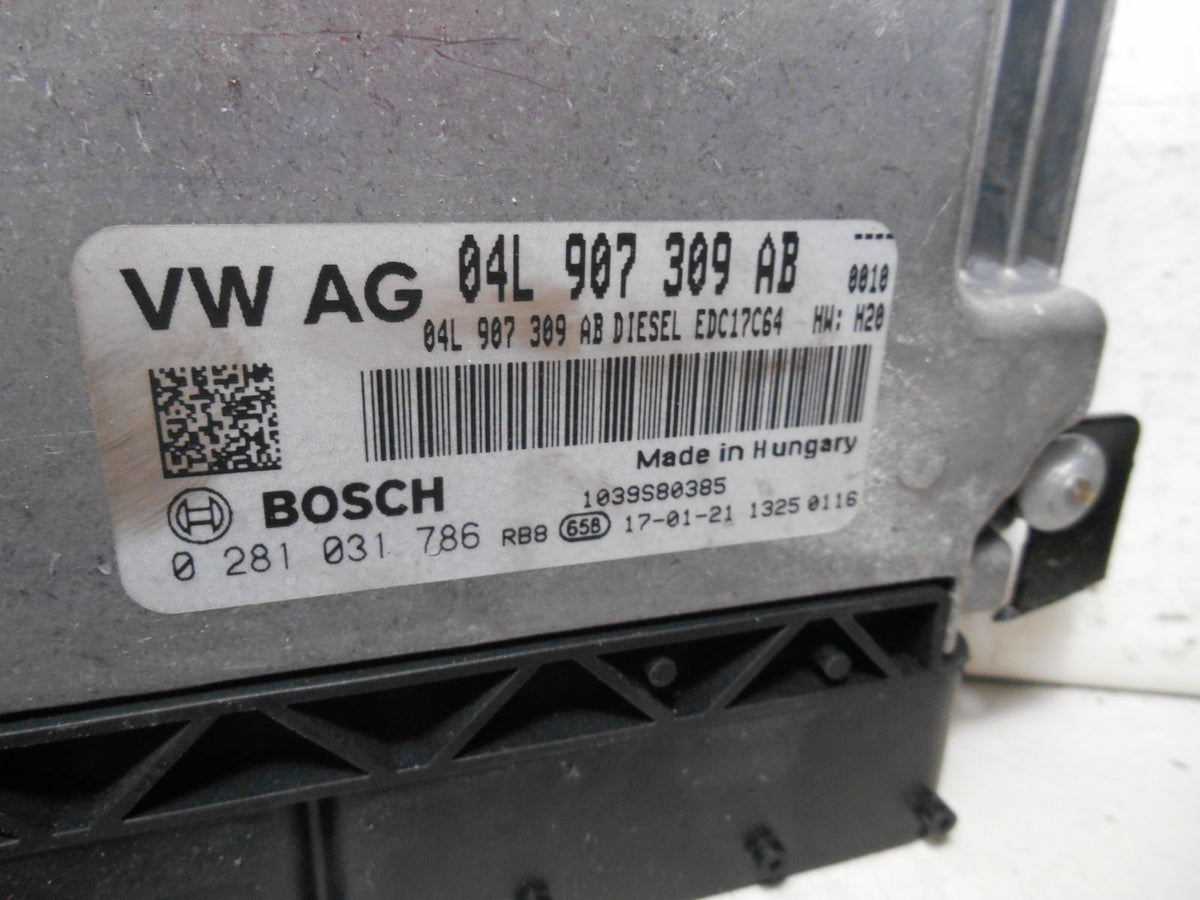 VW AG 04L 907 309 AB ----
0010
04L 907 309 AB DIESEL EDC17C64 HW: H20
Made in Hungary
BOSCH 1039S80385
0 281 031 786 RB8 658 17-01-21 1325 0116